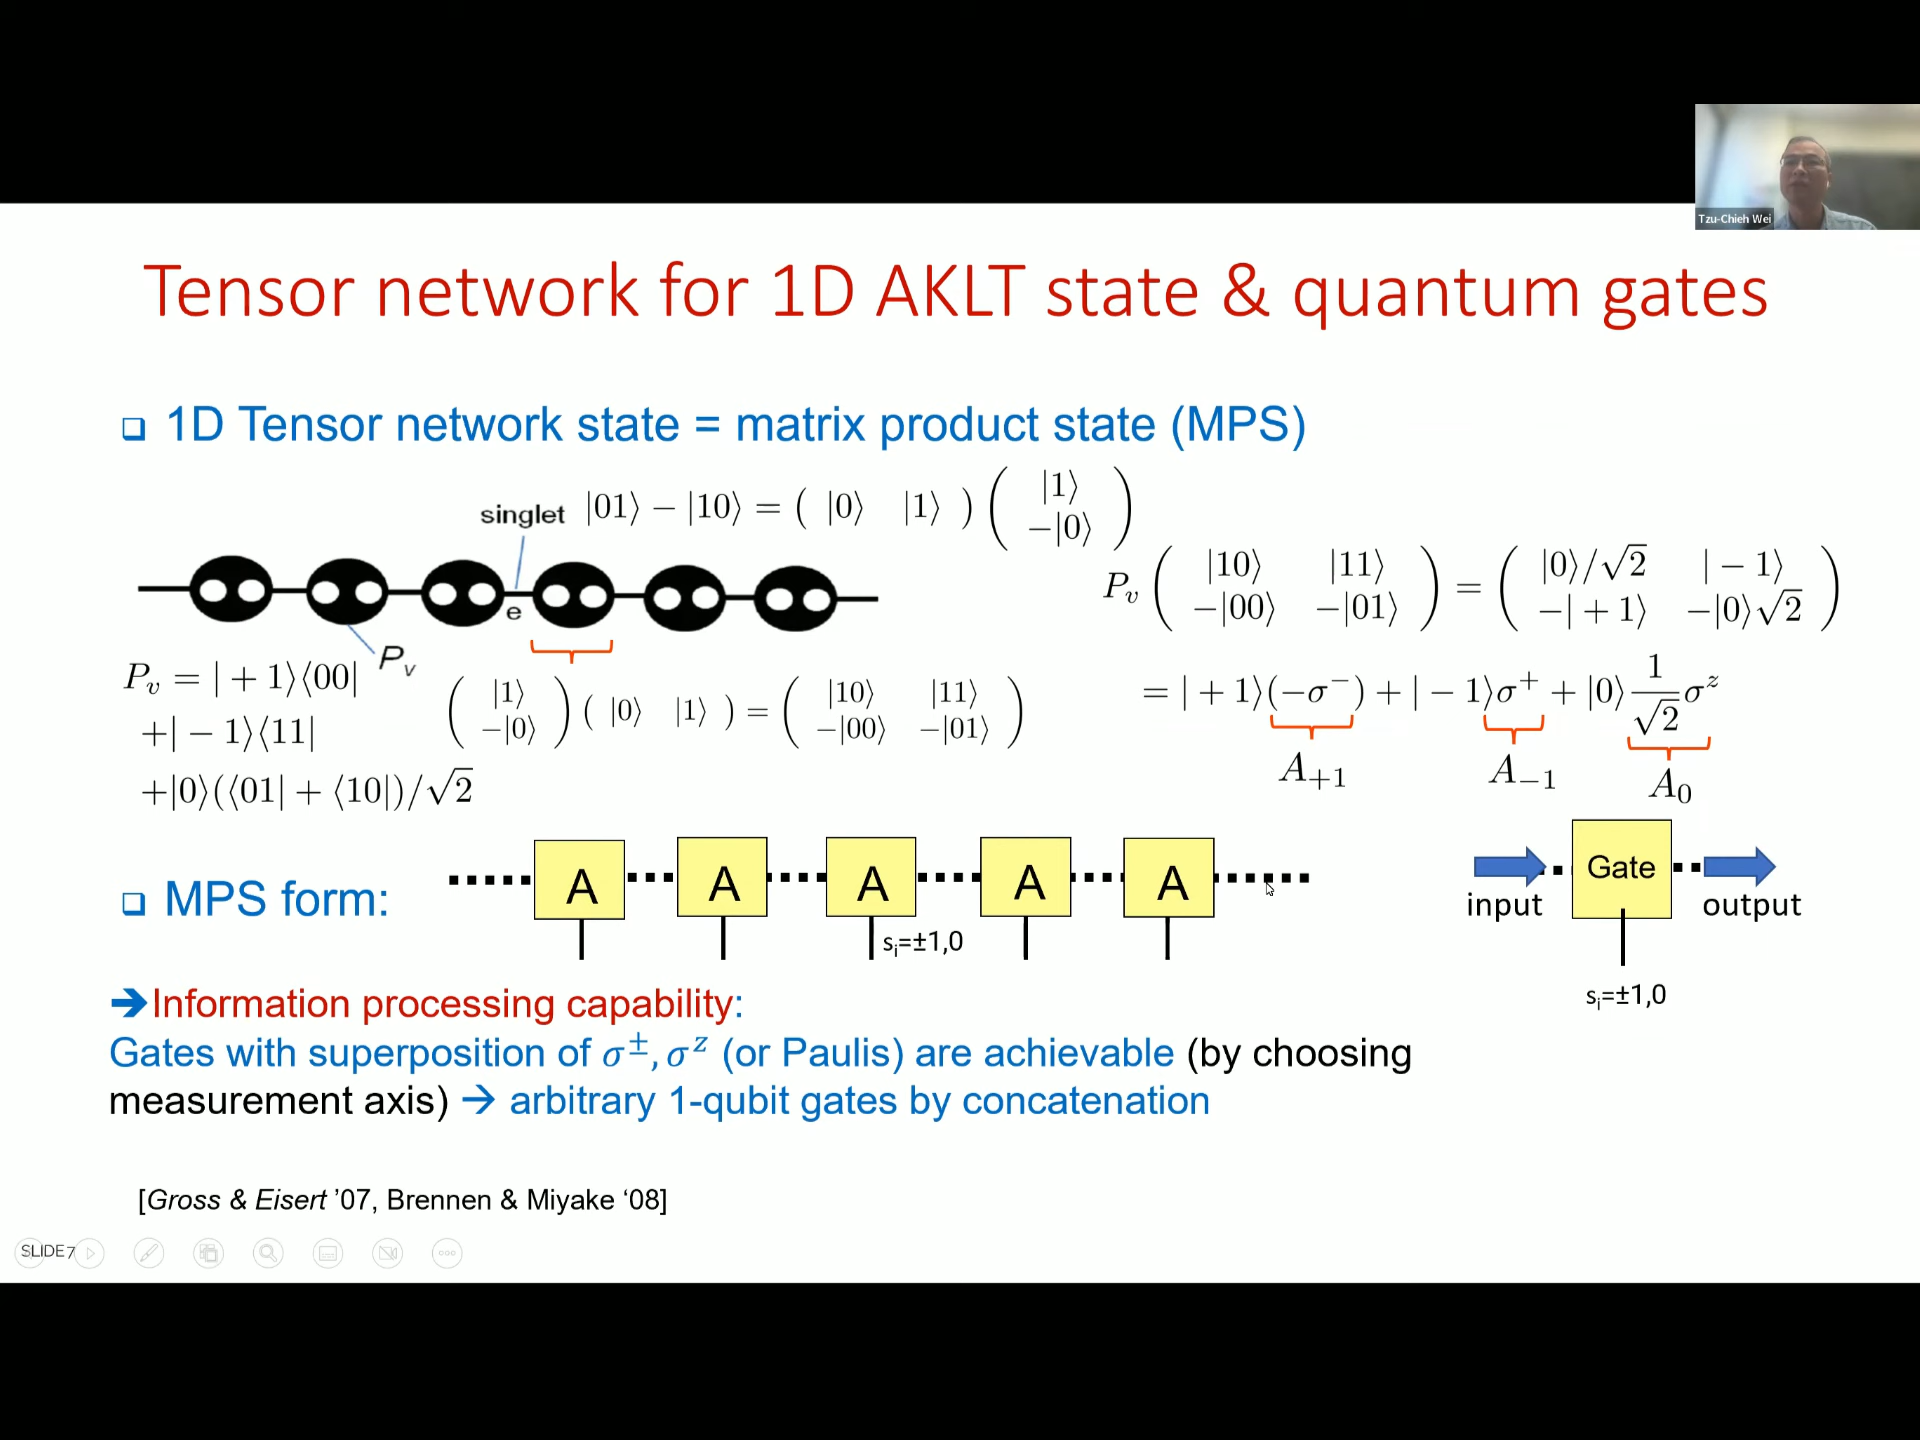 Tzu-Chieh Wei
Tensor network for 1D AKLT state & quantum gates
❑ 1D Tensor network state = matrix product state (MPS)
singlet |01⟩ − |10⟩ = ( |0⟩ |1⟩ ) ( |1⟩ −|0⟩ )
e
P_v
P_v ( |10⟩ |11⟩ −|00⟩ −|01⟩ ) = ( |0⟩/√2 | − 1⟩ −| + 1⟩ −|0⟩√2 )
P_v = | + 1⟩⟨00|
+| − 1⟩⟨11|
+|0⟩(⟨01| + ⟨10|)/√2
( |1⟩ −|0⟩ ) ( |0⟩ |1⟩ ) = ( |10⟩ |11⟩ −|00⟩ −|01⟩ )
= | + 1⟩(−σ⁻) + | − 1⟩σ⁺ + |0⟩ 1/√2 σᶻ
A₊₁ A₋₁ A₀
❑ MPS form:
A A A A A
sᵢ=±1,0
Gate
input output
sᵢ=±1,0
➔Information processing capability:
Gates with superposition of σ^±, σ^z (or Paulis) are achievable (by choosing
measurement axis) → arbitrary 1-qubit gates by concatenation
[Gross & Eisert ’07, Brennen & Miyake ‘08]
SLIDE 7